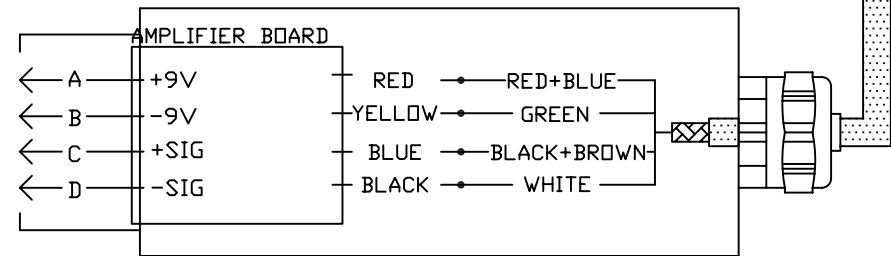 AMPLIFIER BOARD
A +9V RED RED+BLUE
B -9V YELLOW GREEN
C +SIG BLUE BLACK+BROWN
D -SIG BLACK WHITE